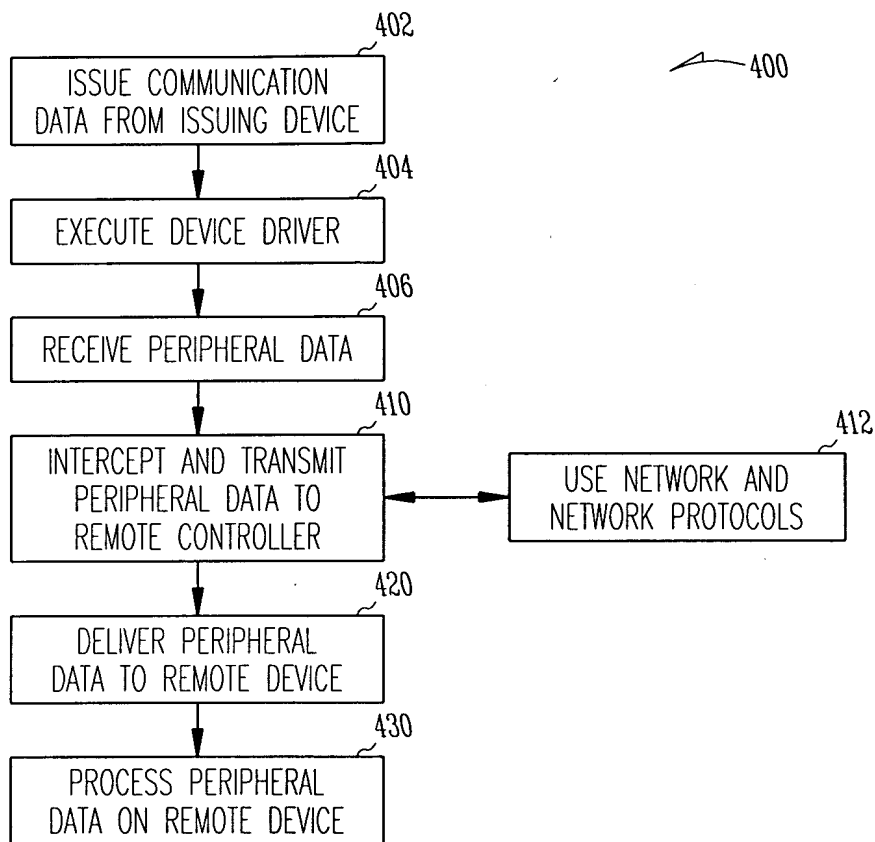 402
400
ISSUE COMMUNICATION
DATA FROM ISSUING DEVICE
404
EXECUTE DEVICE DRIVER
406
RECEIVE PERIPHERAL DATA
410
INTERCEPT AND TRANSMIT
PERIPHERAL DATA TO
REMOTE CONTROLLER
412
USE NETWORK AND
NETWORK PROTOCOLS
420
DELIVER PERIPHERAL
DATA TO REMOTE DEVICE
430
PROCESS PERIPHERAL
DATA ON REMOTE DEVICE